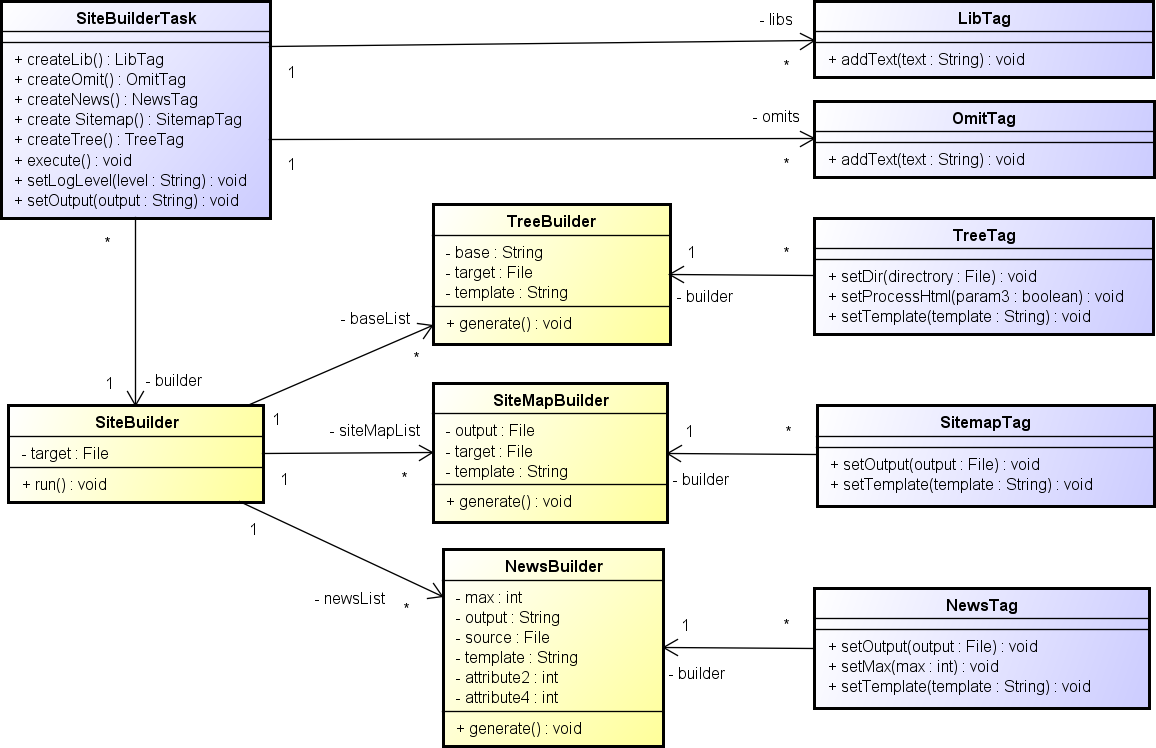 SiteBuilderTask
+ createLib() : LibTag
+ createOmit() : OmitTag
+ createNews() : NewsTag
+ create Sitemap() : SitemapTag
+ createTree() : TreeTag
+ execute() : void
+ setLogLevel(level : String) : void
+ setOutput(output : String) : void
- libs
1
*
LibTag
+ addText(text : String) : void
- omits
1
*
OmitTag
+ addText(text : String) : void
*
1
- builder
TreeBuilder
- base : String
- target : File
- template : String
+ generate() : void
1
*
- builder
TreeTag
+ setDir(directrory : File) : void
+ setProcessHtml(param3 : boolean) : void
+ setTemplate(template : String) : void
- baseList
*
1
SiteBuilder
- target : File
+ run() : void
- siteMapList
1
*
SiteMapBuilder
- output : File
- target : File
- template : String
+ generate() : void
1
*
- builder
SitemapTag
+ setOutput(output : File) : void
+ setTemplate(template : String) : void
1
- newsList
*
NewsBuilder
- max : int
- output : String
- source : File
- template : String
- attribute2 : int
- attribute4 : int
+ generate() : void
1
*
- builder
NewsTag
+ setOutput(output : File) : void
+ setMax(max : int) : void
+ setTemplate(template : String) : void